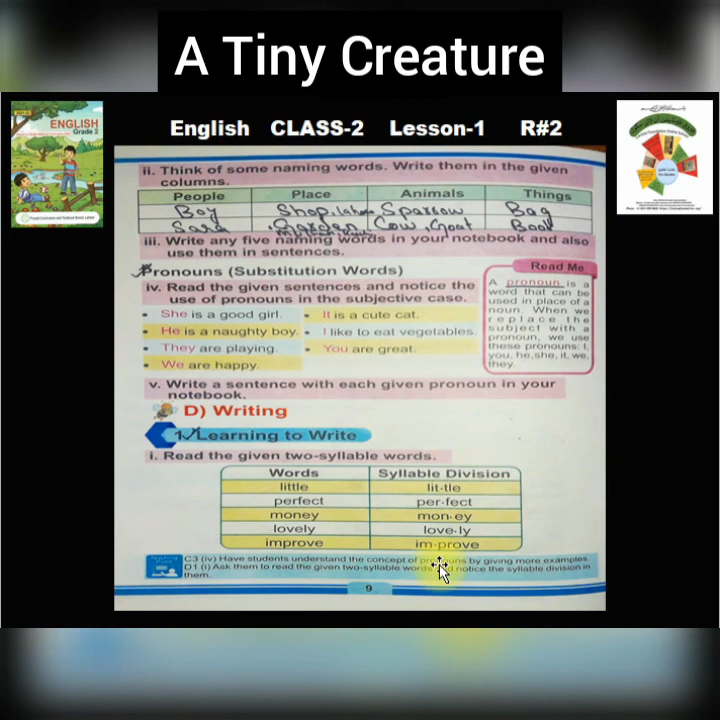 A Tiny Creature
ENGLISH
Grade 2
English CLASS-2 Lesson-1 R#2
ii. Think of some naming words. Write them in the given
columns.
People Place Animals Things
Boy Shop, Sparrow Bag
Sara Garden Cow, Goat Book
iii. Write any five naming words in your notebook and also
use them in sentences.
Pronouns (Substitution Words)
iv. Read the given sentences and notice the
use of pronouns in the subjective case.
• She is a good girl. • It is a cute cat.
• He is a naughty boy. • I like to eat vegetables.
• They are playing. • You are great.
• We are happy.
Read Me
A pronoun is a
word that can be
used in place of a
noun. When we
replace the
subject with a
pronoun, we use
these pronouns: I,
you, he, she, it, we,
they.
v. Write a sentence with each given pronoun in your
notebook.
D) Writing
1. Learning to Write
i. Read the given two-syllable words.
Words Syllable Division
little lit-tle
perfect per-fect
money mon-ey
lovely love-ly
improve im-prove
C3 (iv) Have students understand the concept of pronouns by giving more examples
D1 (i) Ask them to read the given two-syllable words and notice the syllable division in
them.
9